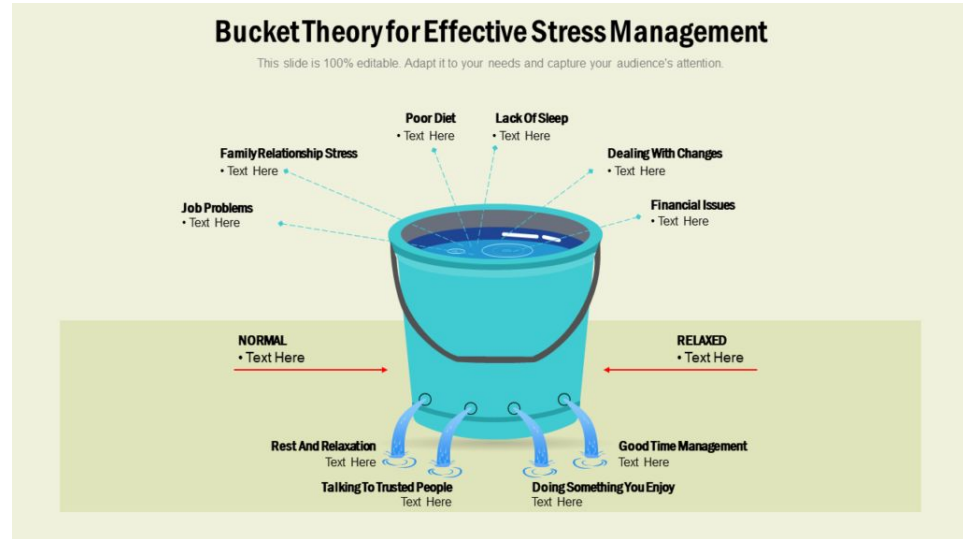 Bucket Theory for Effective Stress Management
This slide is 100% editable. Adapt it to your needs and capture your audience's attention.
Poor Diet
• Text Here
Lack Of Sleep
• Text Here
Family Relationship Stress
• Text Here
Dealing With Changes
• Text Here
Job Problems
• Text Here
Financial Issues
• Text Here
NORMAL
• Text Here
RELAXED
• Text Here
Rest And Relaxation
Text Here
Good Time Management
Text Here
Talking To Trusted People
Text Here
Doing Something You Enjoy
Text Here